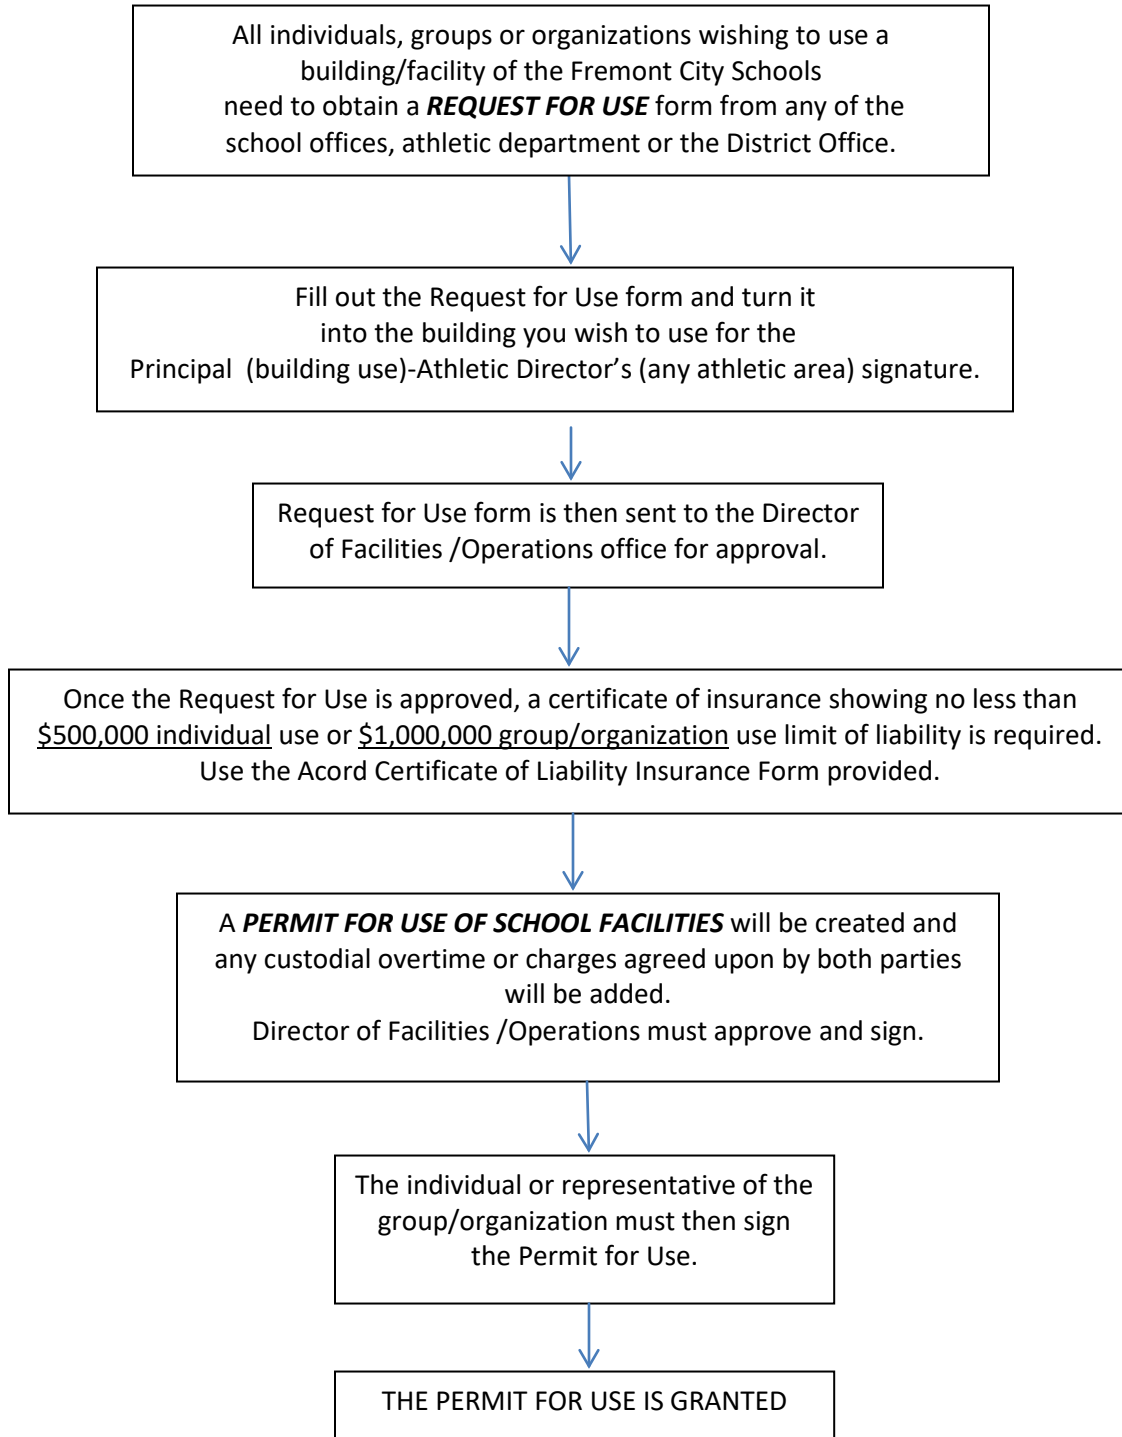 All individuals, groups or organizations wishing to use a
building/facility of the Fremont City Schools
need to obtain a REQUEST FOR USE form from any of the
school offices, athletic department or the District Office.
Fill out the Request for Use form and turn it
into the building you wish to use for the
Principal (building use)-Athletic Director’s (any athletic area) signature.
Request for Use form is then sent to the Director
of Facilities /Operations office for approval.
Once the Request for Use is approved, a certificate of insurance showing no less than
$500,000 individual use or $1,000,000 group/organization use limit of liability is required.
Use the Acord Certificate of Liability Insurance Form provided.
A PERMIT FOR USE OF SCHOOL FACILITIES will be created and
any custodial overtime or charges agreed upon by both parties
will be added.
Director of Facilities /Operations must approve and sign.
The individual or representative of the
group/organization must then sign
the Permit for Use.
THE PERMIT FOR USE IS GRANTED